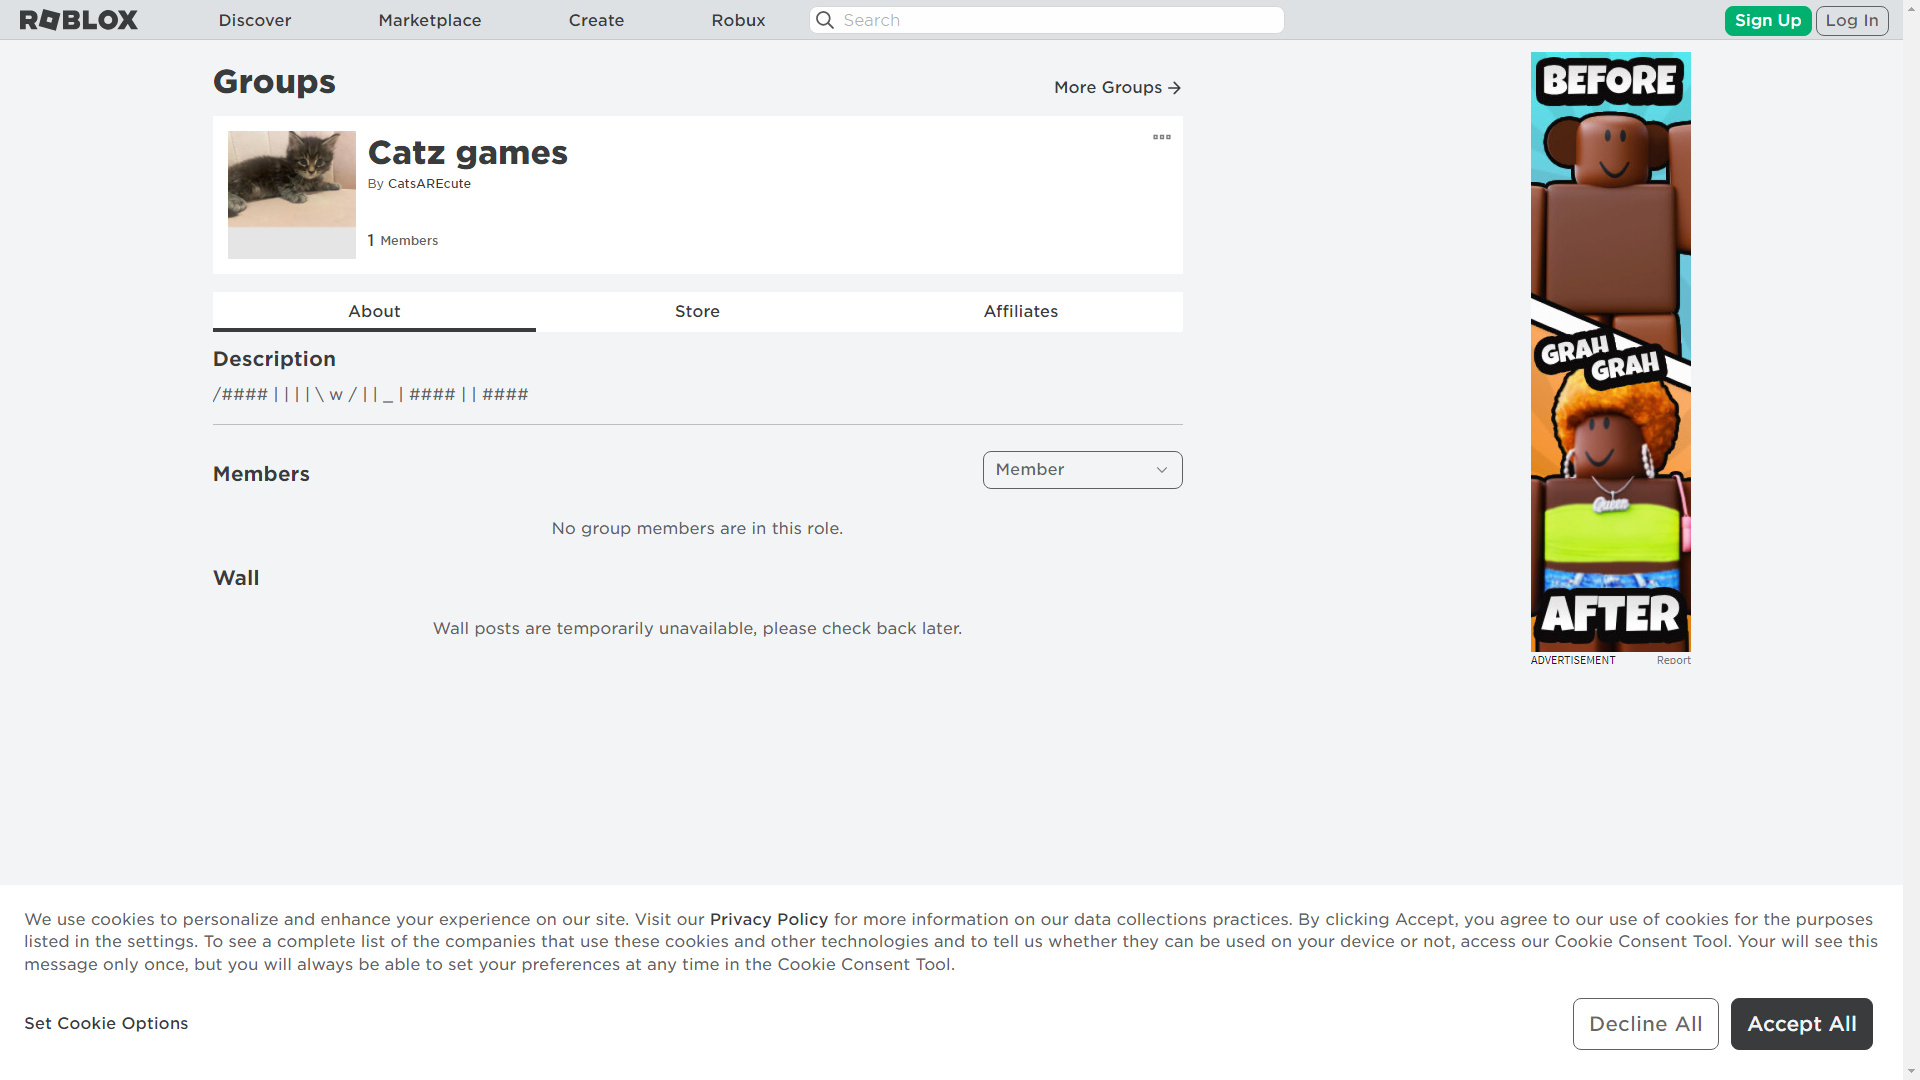 ROBLOX
Discover
Marketplace
Create
Robux
Search
Sign Up
Log In
Groups
More Groups
Catz games
By CatsAREcute
1 Members
About
Store
Affiliates
Description
/#### | | | | \ w / | | _ | #### | | ####
Members
Member
No group members are in this role.
Wall
Wall posts are temporarily unavailable, please check back later.
BEFORE
GRAH
GRAH
Queen
AFTER
ADVERTISEMENT
Report
We use cookies to personalize and enhance your experience on our site. Visit our Privacy Policy for more information on our data collections practices. By clicking Accept, you agree to our use of cookies for the purposes
listed in the settings. To see a complete list of the companies that use these cookies and other technologies and to tell us whether they can be used on your device or not, access our Cookie Consent Tool. Your will see this
message only once, but you will always be able to set your preferences at any time in the Cookie Consent Tool.
Set Cookie Options
Decline All
Accept All